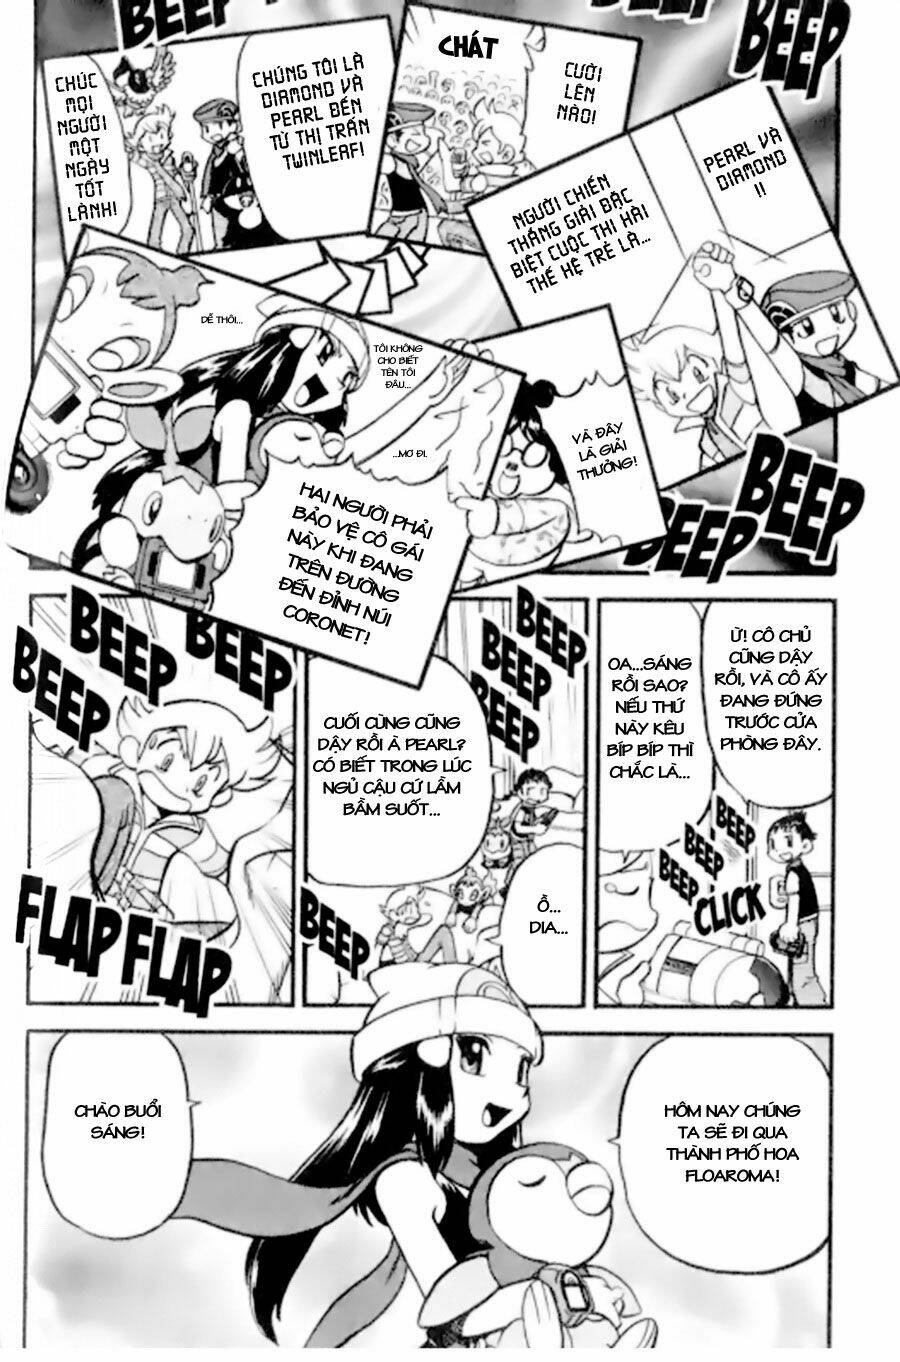 BEEP
BEEP
BEEP
BEEP
CHÁT
CƯỜI
LÊN
NÀO!
CHÚNG TÔI LÀ
DIAMOND VÀ
PEARL ĐẾN
TỪ THỊ TRẤN
TWINLEAF!
CHÚC
MỌI
NGƯỜI
MỘT
NGÀY
TỐT
LÀNH!
PEARL VÀ
DIAMOND
!!
NGƯỜI CHIẾN
THẮNG GIẢI ĐẶC
BIỆT CUỘC THI HÀI
THẾ HỆ TRẺ LÀ...
VÀ ĐÂY
LÀ GIẢI
THƯỞNG!
TÔI KHÔNG
CHO BIẾT
TÊN TÔI
ĐÂU...
DỄ THÔI...
...MƠ ĐI.
HAI NGƯỜI PHẢI
BẢO VỆ CÔ GÁI
NÀY KHI ĐANG
TRÊN ĐƯỜNG
ĐẾN ĐỈNH NÚI
CORONET!
BEEP
BEEP
Ừ! CÔ CHỦ
CŨNG DẬY
RỒI, VÀ CÔ ẤY
ĐANG ĐỨNG
TRƯỚC CỬA
PHÒNG ĐÂY.
OA...SÁNG
RỒI SAO?
NẾU THỨ
NÀY KÊU
BÍP BÍP THÌ
CHẮC LÀ...
BEEP
BEEP
BEEP
CLICK
BEEP
BEEP
BEEP
CUỐI CÙNG CŨNG
DẬY RỒI À PEARL?
CÓ BIẾT TRONG LÚC
NGỦ CẬU CỨ LẦM
BẦM SUỐT...
Ồ...
DIA...
BEEP
BEEP
BEEP
BEEP
FLAP FLAP
HÔM NAY CHÚNG
TA SẼ ĐI QUA
THÀNH PHỐ HOA
FLOAROMA!
CHÀO BUỔI
SÁNG!